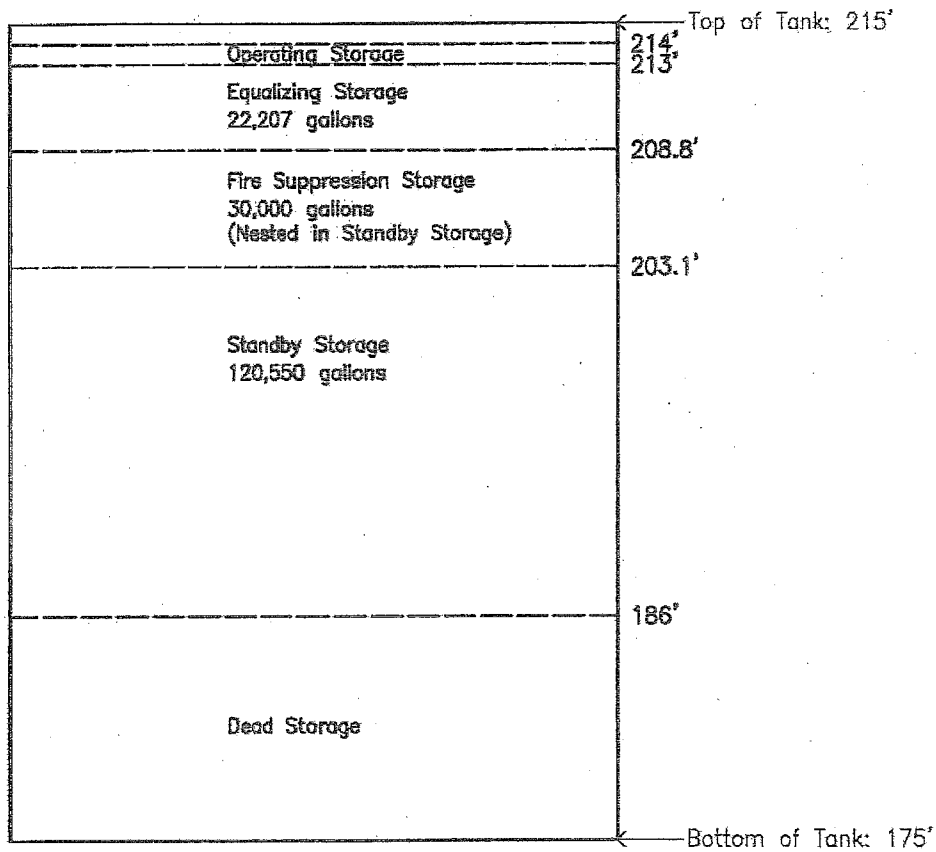 Top of Tank: 215'
214'
Operating Storage
213'
Equalizing Storage
22,207 gallons
208.8'
Fire Suppression Storage
30,000 gallons
(Nested in Standby Storage)
203.1'
Standby Storage
120,550 gallons
186'
Dead Storage
Bottom of Tank: 175'